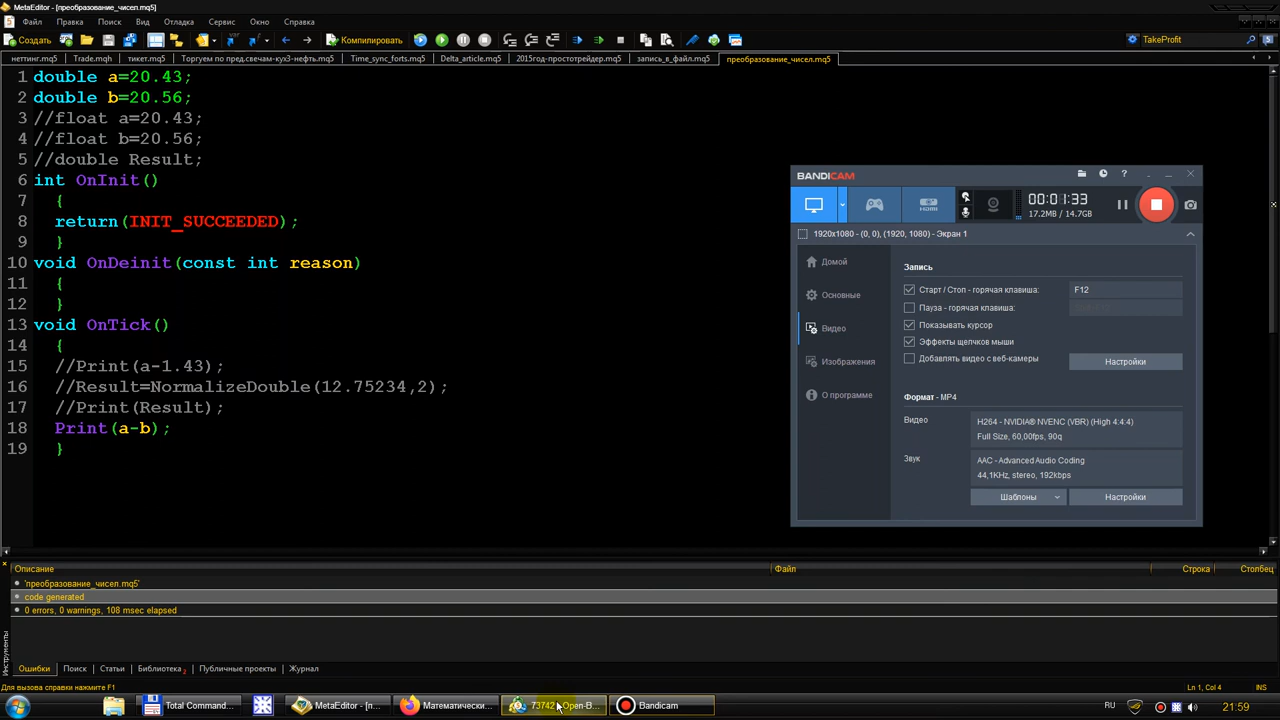 MetaEditor - [преобразование_чисел.mq5]
Файл Правка Поиск Вид Отладка Сервис Окно Справка
Создать Компилировать TakeProfit
неттинг.mq5 Trade.mqh тикет.mq5 Торгуем по пред.свечам-кух3-нефть.mq5 Time_sync_forts.mq5 Delta_article.mq5 2015год-простотрейдер.mq5 запись_в_файл.mq5 преобразование_чисел.mq5
1 double a=20.43;
2 double b=20.56;
3 //float a=20.43;
4 //float b=20.56;
5 //double Result;
6 int OnInit()
7 {
8 return(INIT_SUCCEEDED);
9 }
10 void OnDeinit(const int reason)
11 {
12 }
13 void OnTick()
14 {
15 //Print(a-1.43);
16 //Result=NormalizeDouble(12.75234,2);
17 //Print(Result);
18 Print(a-b);
19 }
BANDICAM
00:01:33
17.2MB / 14.7GB
1920x1080 - (0, 0), (1920, 1080) - Экран 1
Домой
Основные
Видео
Изображения
О программе
Запись
Старт / Стоп - горячая клавиша: F12
Пауза - горячая клавиша:
Показывать курсор
Эффекты щелчков мыши
Добавлять видео с веб-камеры Настройки
Формат - MP4
Видео H264 - NVIDIA® NVENC (VBR) (High 4:4:4)
Full Size, 60,00fps, 90q
Звук AAC - Advanced Audio Coding
44,1KHz, stereo, 192kbps
Шаблоны Настройки
Описание Файл Строка Столбец
'преобразование_чисел.mq5'
code generated
0 errors, 0 warnings, 108 msec elapsed
Инструменты
Ошибки Поиск Статьи Библиотека Публичные проекты Журнал
Для вызова справки нажмите F1 Ln 1, Col 4 INS
Total Command... MetaEditor - [п... Математически... 73742 Open-B... Bandicam RU 21:59